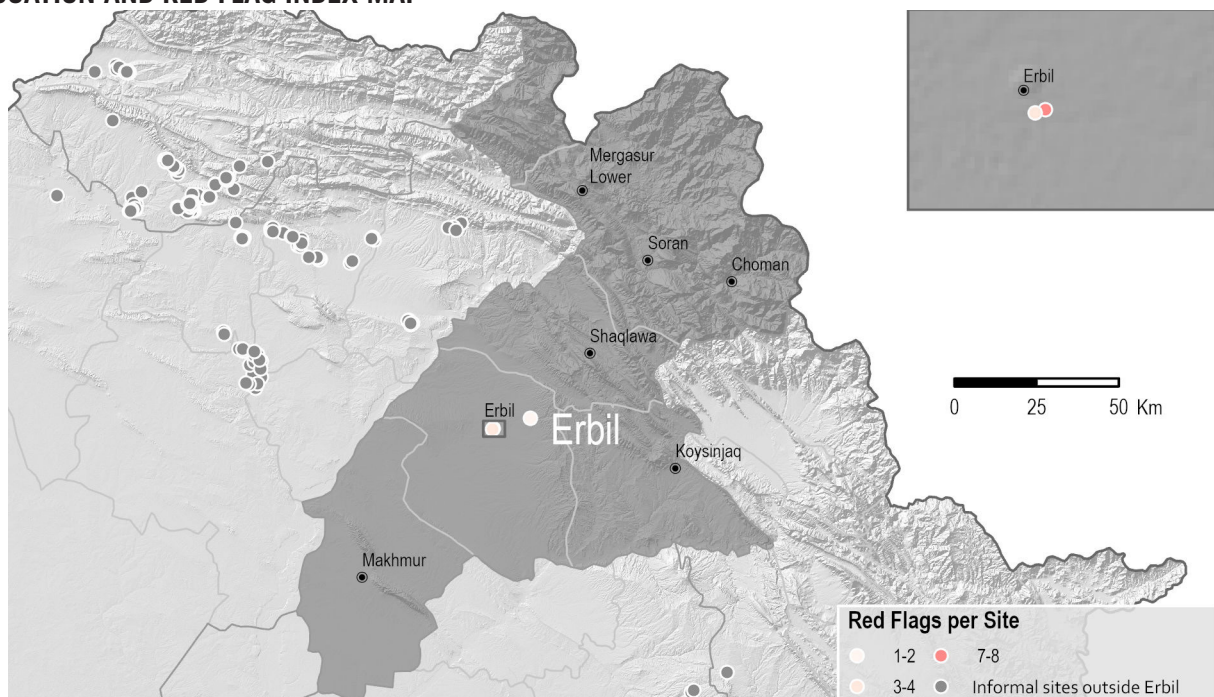 LOCATION AND RED FLAG INDEX MAP
Erbil
Mergasur
Lower
Soran
Choman
Shaqlawa
0 25 50 Km
Erbil
Erbil
Koysinjaq
Makhmur
Red Flags per Site
1-2 7-8
3-4 Informal sites outside Erbil